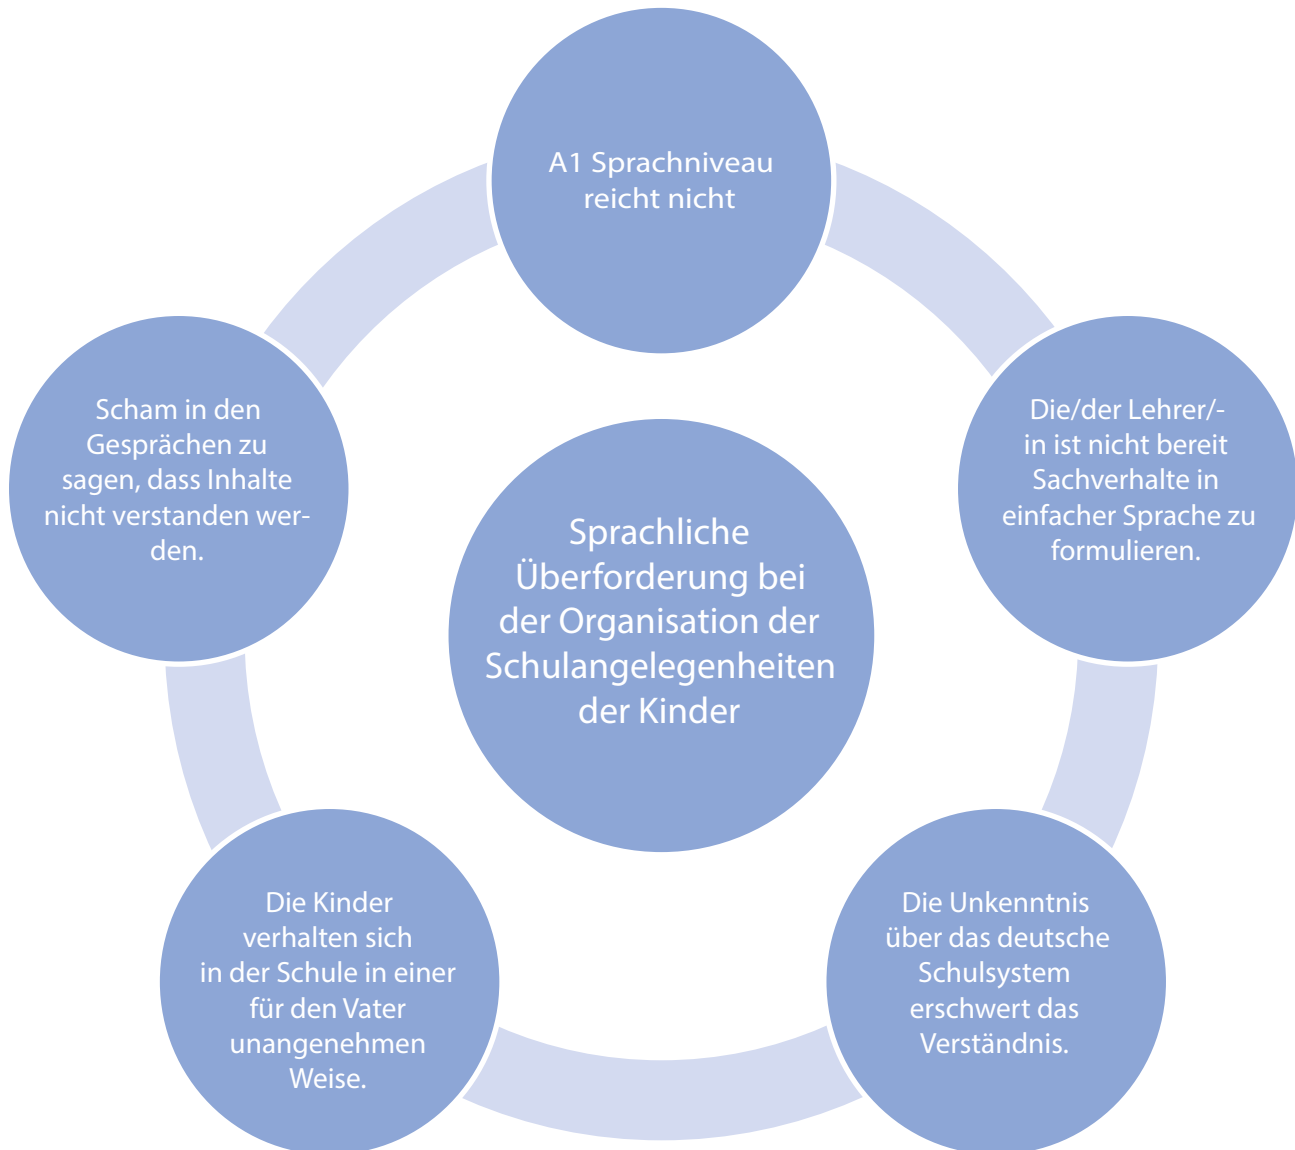 A1 Sprachniveau
reicht nicht
Scham in den
Gesprächen zu
sagen, dass Inhalte
nicht verstanden wer-
den.
Die/der Lehrer/-
in ist nicht bereit
Sachverhalte in
einfacher Sprache zu
formulieren.
Sprachliche
Überforderung bei
der Organisation der
Schulangelegenheiten
der Kinder
Die Kinder
verhalten sich
in der Schule in einer
für den Vater
unangenehmen
Weise.
Die Unkenntnis
über das deutsche
Schulsystem
erschwert das
Verständnis.